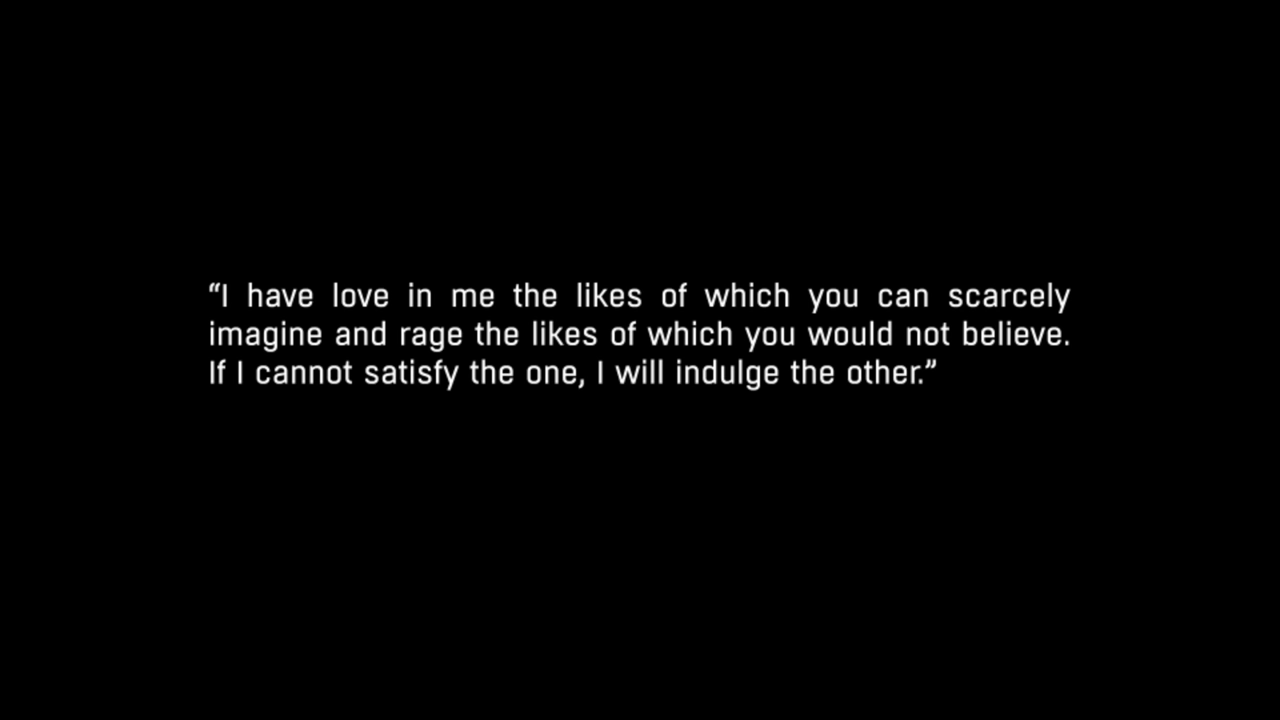 “I have love in me the likes of which you can scarcely
imagine and rage the likes of which you would not believe.
If I cannot satisfy the one, I will indulge the other.”